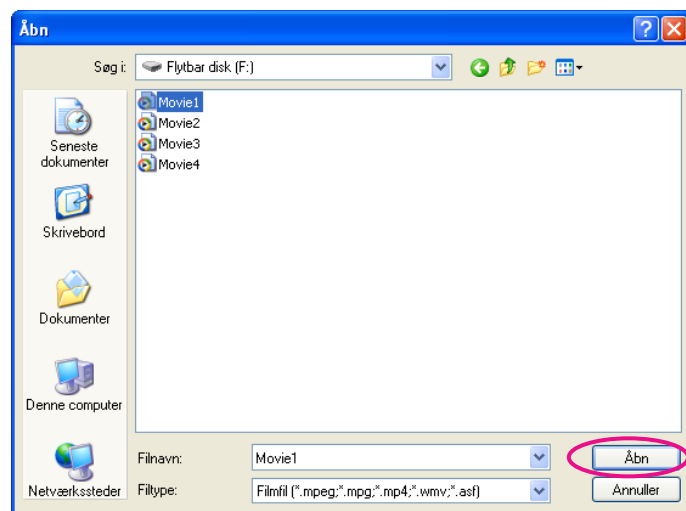 Åbn
Søg i: Flytbar disk (F:)
Seneste
dokumenter
Skrivebord
Dokumenter
Denne computer
Netværkssteder
Movie1
Movie2
Movie3
Movie4
Filnavn: Movie1 Åbn
Filtype: Filmfil (*.mpeg;*.mpg;*.mp4;*.wmv;*.asf) Annuller